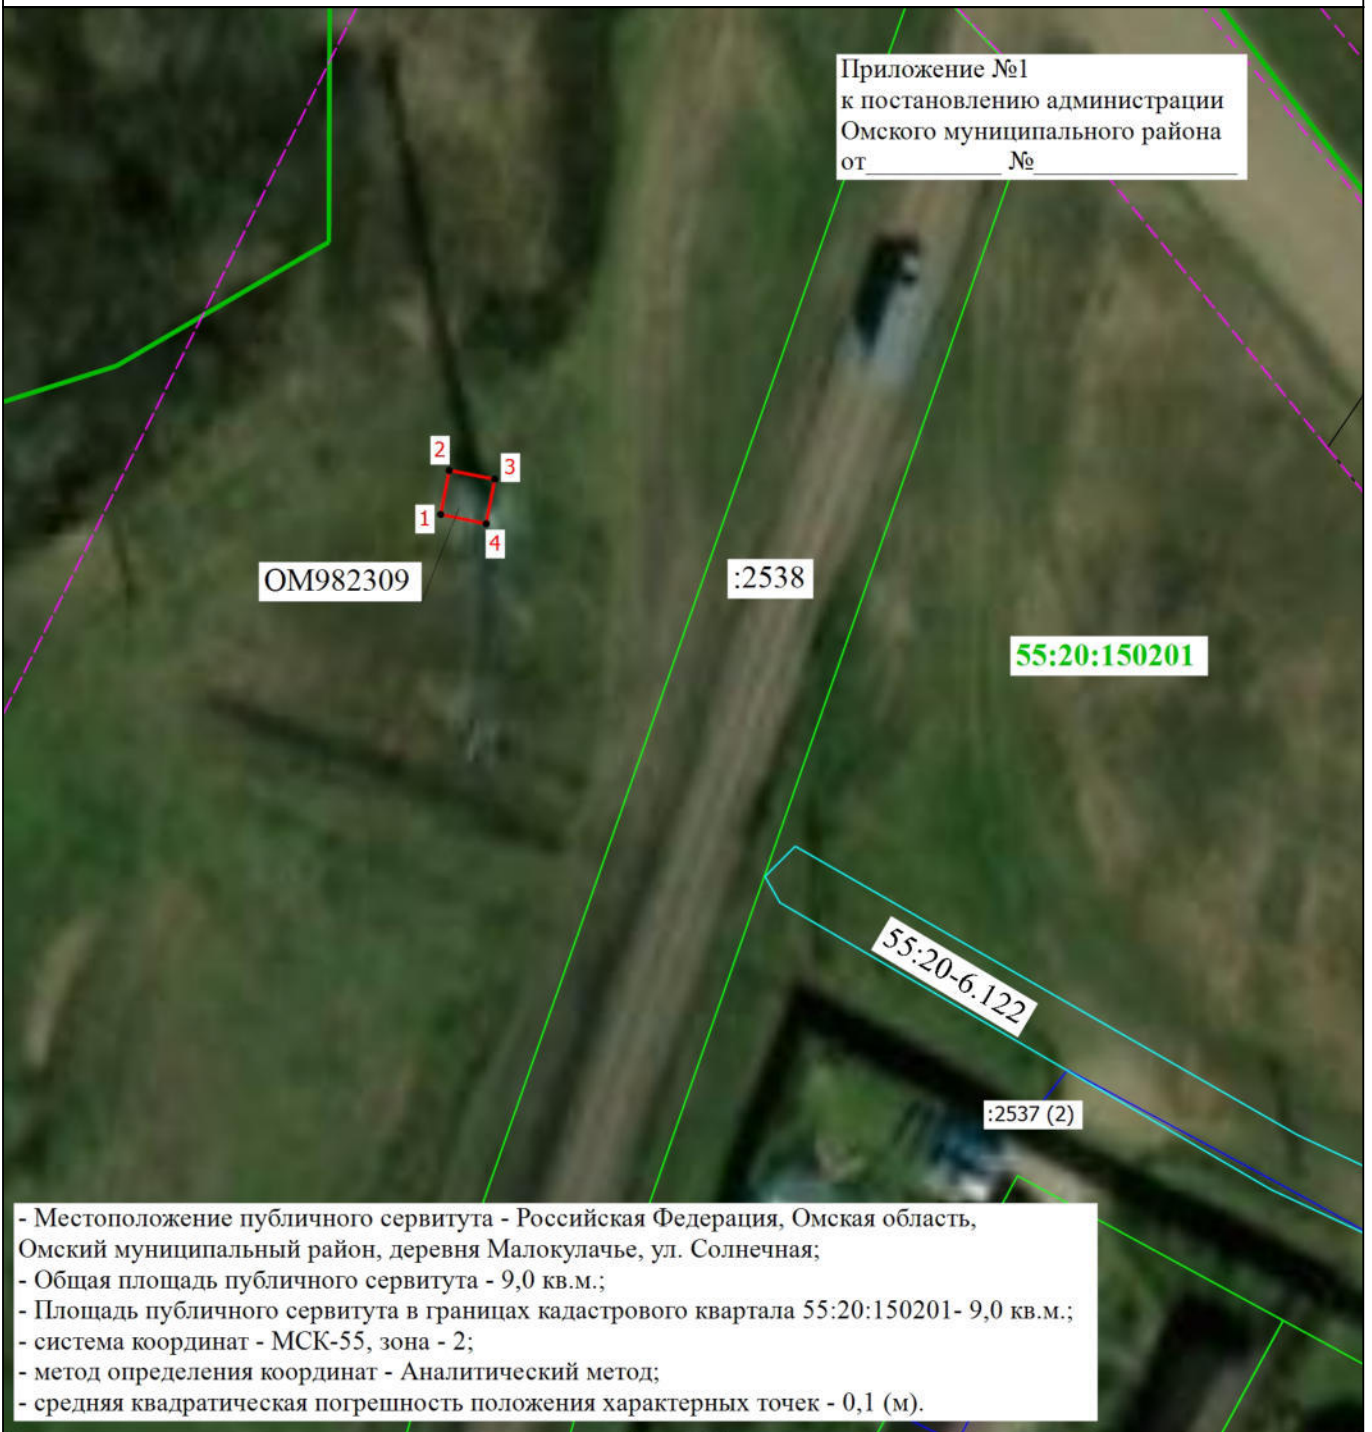 Приложение №1
к постановлению администрации
Омского муниципального района
от__________ №_______________
2
3
1
4
ОМ982309
:2538
55:20:150201
55:20-6.122
:2537 (2)
- Местоположение публичного сервитута - Российская Федерация, Омская область,
Омский муниципальный район, деревня Малокулачье, ул. Солнечная;
- Общая площадь публичного сервитута - 9,0 кв.м.;
- Площадь публичного сервитута в границах кадастрового квартала 55:20:150201- 9,0 кв.м.;
- система координат - МСК-55, зона - 2;
- метод определения координат - Аналитический метод;
- средняя квадратическая погрешность положения характерных точек - 0,1 (м).